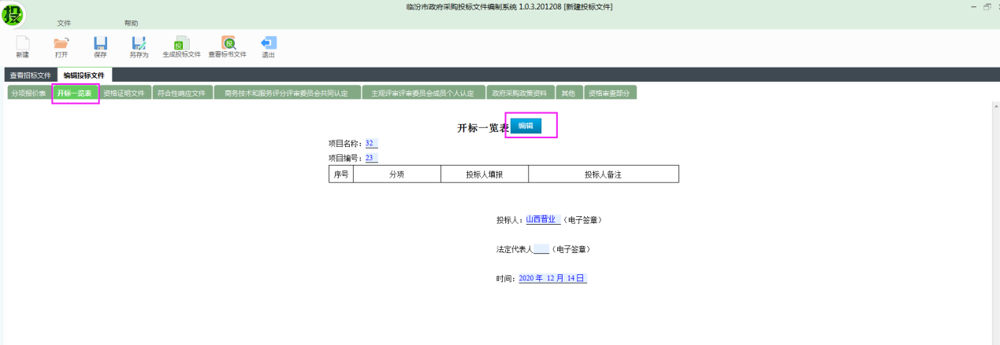 临汾市政府采购投标文件编制系统 1.0.3.201208 [新建投标文件]
投
文件 帮助
新建 打开 保存 另存为 生成投标文件 查看标书文件 退出
查看招标文件 编辑投标文件
分项报价表 开标一览表 资格证明文件 符合性响应文件 商务技术和服务评分评审委员会共同认定 主观评审评审委员会成员个人认定 政府采购政策资料 其他 资格审查部分
开标一览表 编辑
项目名称：32
项目编号：23
序号 分项 投标人填报 投标人备注
投标人：山西晋业（电子签章）
法定代表人（电子签章）
时间：2020 年 12 月 14 日